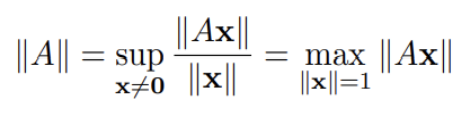 ‖A‖ = sup_{x≠0} ‖Ax‖ / ‖x‖ = max_{‖x‖=1} ‖Ax‖